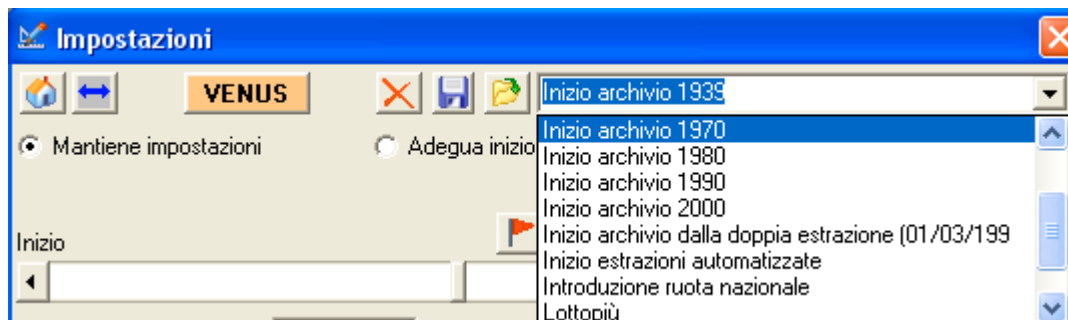 Impostazioni
VENUS
Inizio archivio 1939
Mantiene impostazioni
Adegua inizio
Inizio archivio 1970
Inizio archivio 1980
Inizio archivio 1990
Inizio archivio 2000
Inizio archivio dalla doppia estrazione (01/03/199
Inizio estrazioni automatizzate
Introduzione ruota nazionale
Lottopiù
Inizio